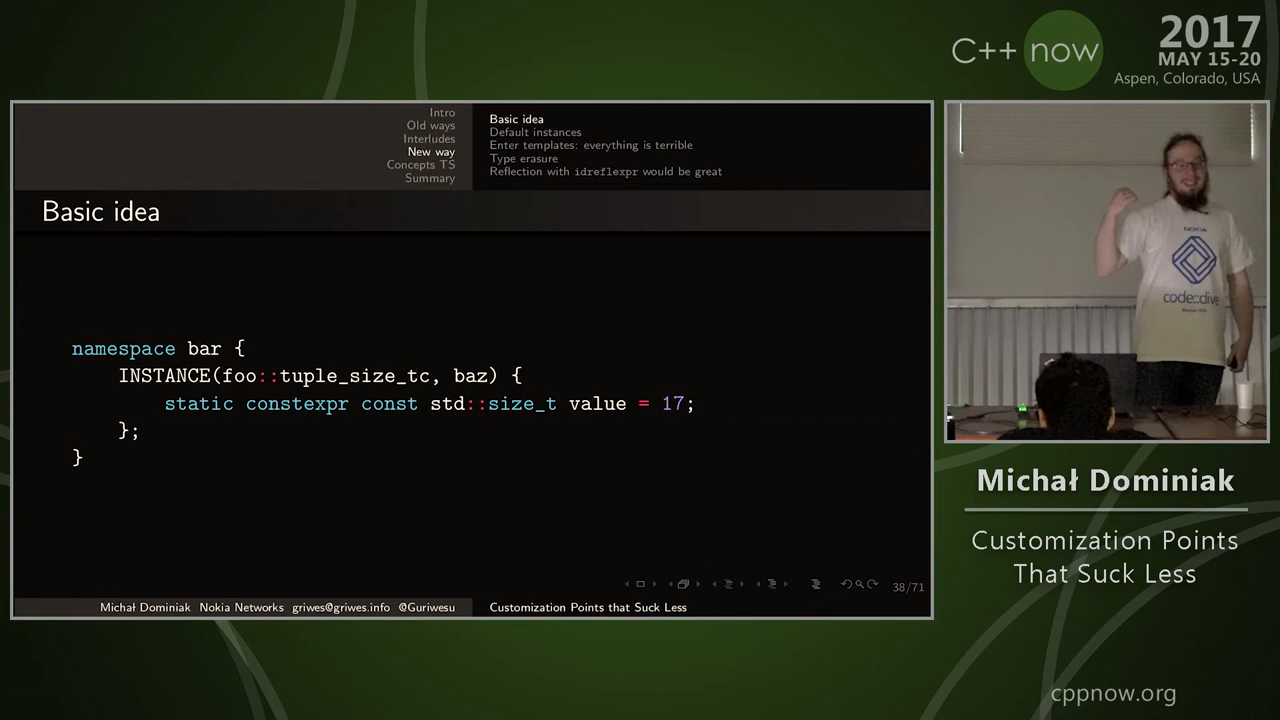 C++ now
2017
MAY 15-20
Aspen, Colorado, USA
Intro
Old ways
Interludes
New way
Concepts TS
Summary
Basic idea
Default instances
Enter templates: everything is terrible
Type erasure
Reflection with idreflexpr would be great
Basic idea
namespace bar {
INSTANCE(foo::tuple_size_tc, baz) {
static constexpr const std::size_t value = 17;
};
}
38/71
Michał Dominiak Nokia Networks griwes@griwes.info @Guriwesu
Customization Points that Suck Less
NOKIA
code::dive
Michał Dominiak
Customization Points
That Suck Less
cppnow.org